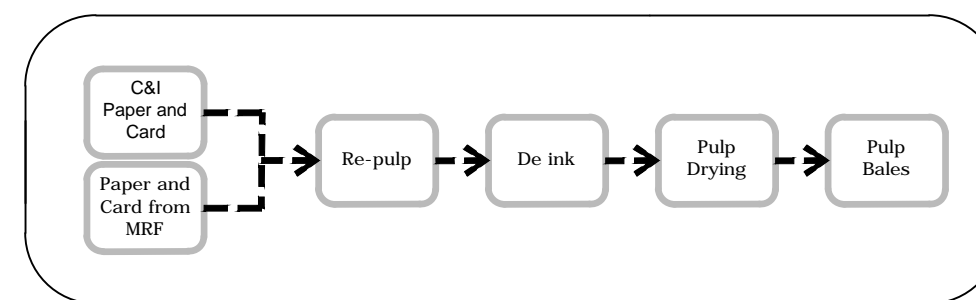 C&I
Paper and
Card
Paper and
Card from
MRF
Re-pulp
De ink
Pulp
Drying
Pulp
Bales